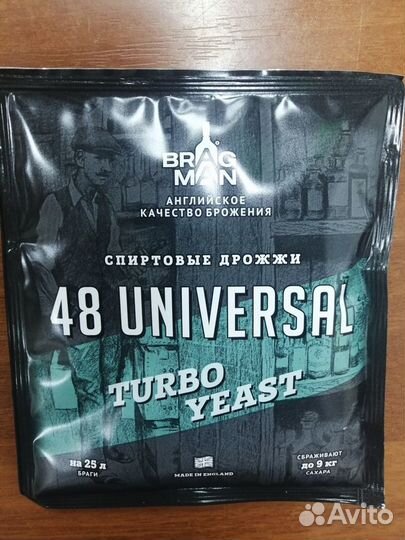 BRAG
MAN
АНГЛИЙСКОЕ
КАЧЕСТВО БРОЖЕНИЯ
СПИРТОВЫЕ ДРОЖЖИ
48 UNIVERSAL
TURBO
YEAST
на 25 л
БРАГИ
MADE IN ENGLAND
СБРАЖИВАЮТ
до 9 кг
САХАРА
Avito